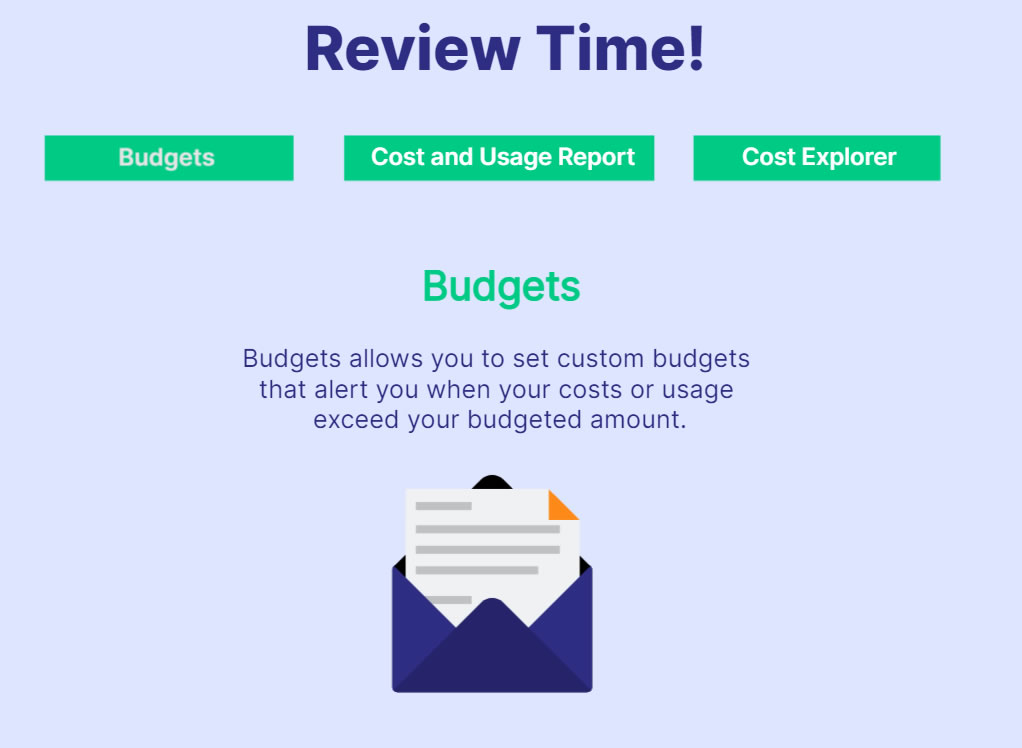 Review Time!
Budgets
Cost and Usage Report
Cost Explorer
Budgets
Budgets allows you to set custom budgets
that alert you when your costs or usage
exceed your budgeted amount.